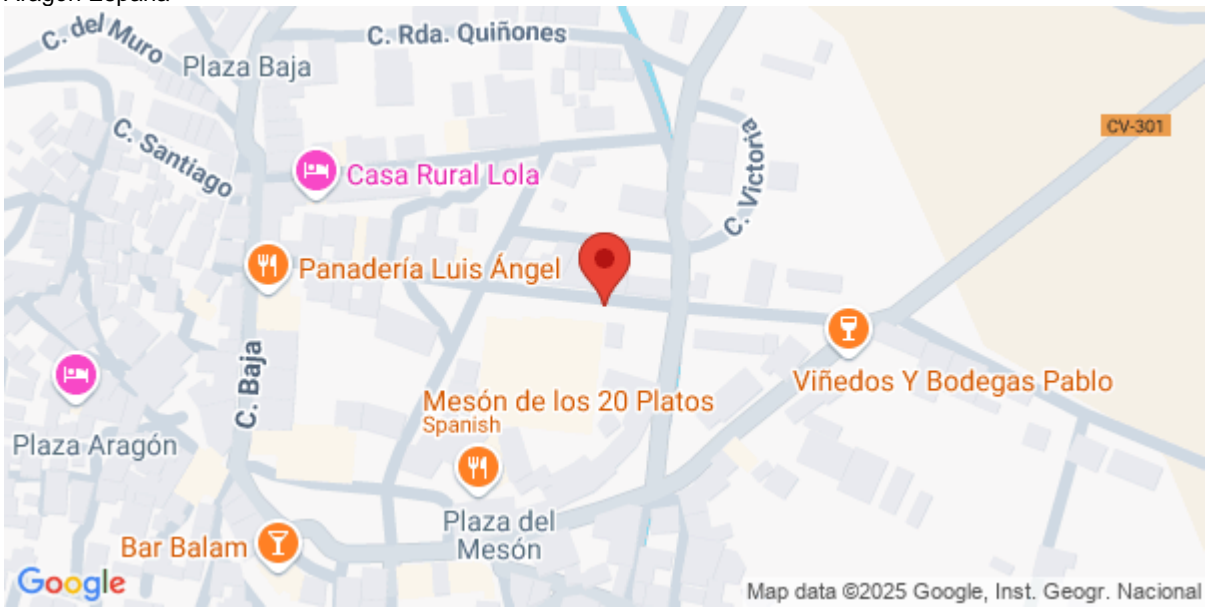 Aragón España
C. del Muro
C. Rda. Quiñones
Plaza Baja
CV-301
C. Santiago
C. Victoria
Casa Rural Lola
Panadería Luis Ángel
C. Baja
Viñedos Y Bodegas Pablo
Mesón de los 20 Platos
Spanish
Plaza Aragón
Plaza del
Mesón
Bar Balam
Google
Map data ©2025 Google, Inst. Geogr. Nacional